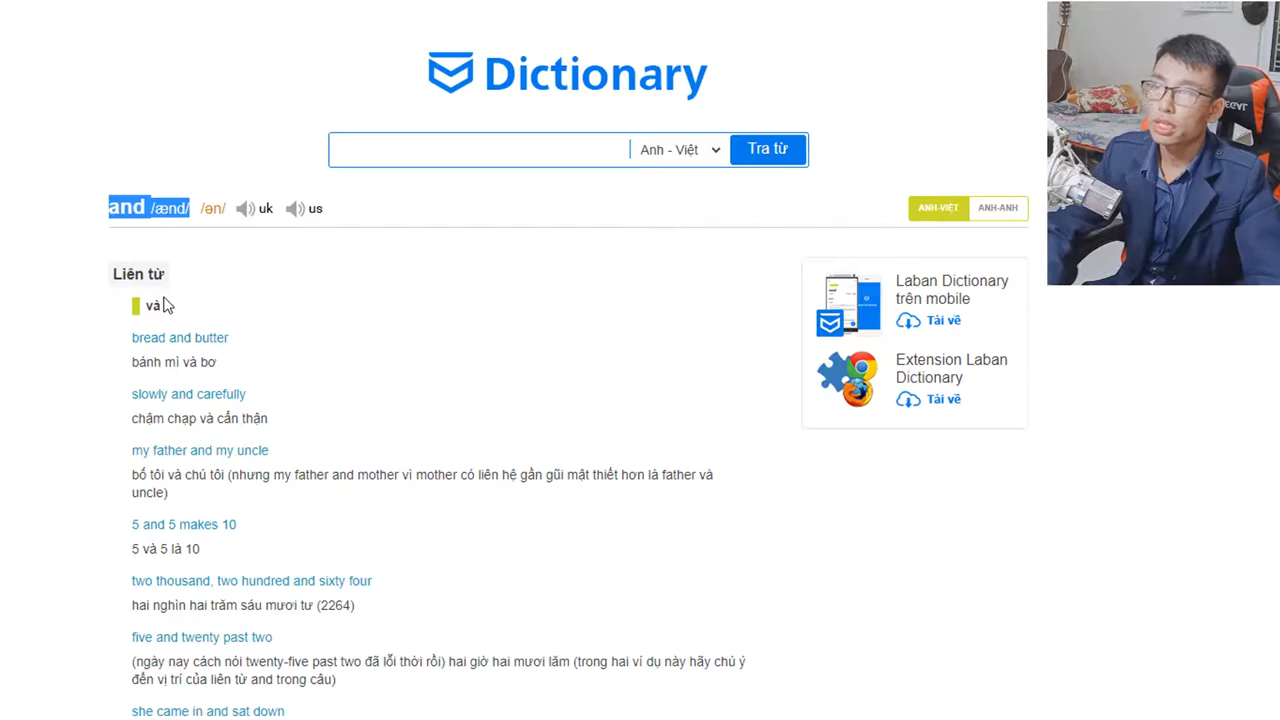 Dictionary
Anh - Việt
Tra từ
and /ænd/ /ən/ uk us
ANH-VIỆT ANH-ANH
Liên từ
và
bread and butter
bánh mì và bơ
slowly and carefully
chậm chạp và cẩn thận
my father and my uncle
bố tôi và chú tôi (nhưng my father and mother vì mother có liên hệ gần gũi mật thiết hơn là father và
uncle)
5 and 5 makes 10
5 và 5 là 10
two thousand, two hundred and sixty four
hai nghìn hai trăm sáu mươi tư (2264)
five and twenty past two
(ngày nay cách nói twenty-five past two đã lỗi thời rồi) hai giờ hai mươi lăm (trong hai ví dụ này hãy chú ý
đến vị trí của liên từ and trong câu)
she came in and sat down
Laban Dictionary
trên mobile
Tải về
Extension Laban
Dictionary
Tải về